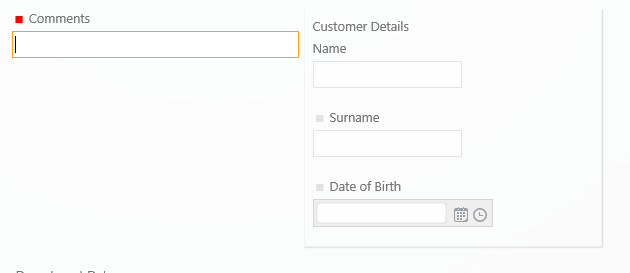 Comments
Customer Details
Name
Surname
Date of Birth